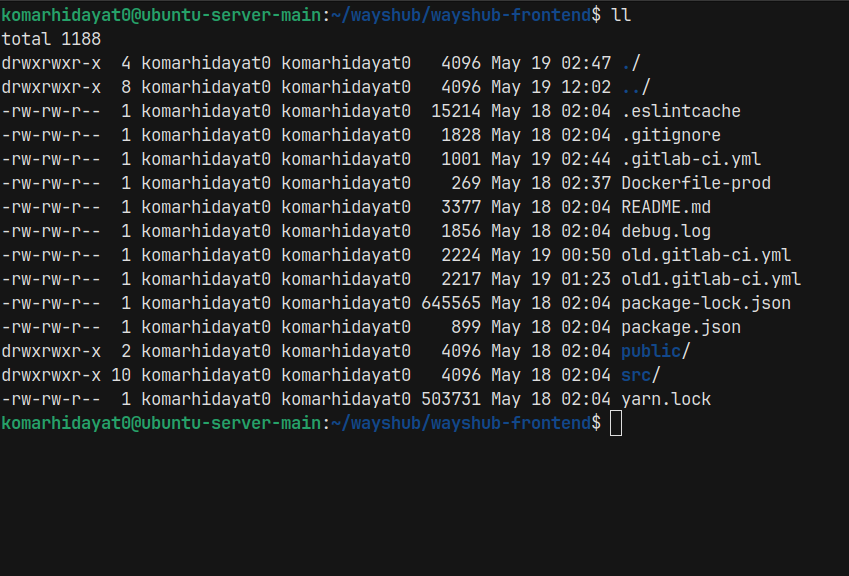 komarhidayat0@ubuntu-server-main:~/wayshub/wayshub-frontend$ ll
total 1188
drwxrwxr-x  4 komarhidayat0 komarhidayat0   4096 May 19 02:47 ./
drwxrwxr-x  8 komarhidayat0 komarhidayat0   4096 May 19 12:02 ../
-rw-rw-r--  1 komarhidayat0 komarhidayat0  15214 May 18 02:04 .eslintcache
-rw-rw-r--  1 komarhidayat0 komarhidayat0   1828 May 18 02:04 .gitignore
-rw-rw-r--  1 komarhidayat0 komarhidayat0   1001 May 19 02:44 .gitlab-ci.yml
-rw-rw-r--  1 komarhidayat0 komarhidayat0    269 May 18 02:37 Dockerfile-prod
-rw-rw-r--  1 komarhidayat0 komarhidayat0   3377 May 18 02:04 README.md
-rw-rw-r--  1 komarhidayat0 komarhidayat0   1856 May 18 02:04 debug.log
-rw-rw-r--  1 komarhidayat0 komarhidayat0   2224 May 19 00:50 old.gitlab-ci.yml
-rw-rw-r--  1 komarhidayat0 komarhidayat0   2217 May 19 01:23 old1.gitlab-ci.yml
-rw-rw-r--  1 komarhidayat0 komarhidayat0 645565 May 18 02:04 package-lock.json
-rw-rw-r--  1 komarhidayat0 komarhidayat0    899 May 18 02:04 package.json
drwxrwxr-x  2 komarhidayat0 komarhidayat0   4096 May 18 02:04 public/
drwxrwxr-x 10 komarhidayat0 komarhidayat0   4096 May 18 02:04 src/
-rw-rw-r--  1 komarhidayat0 komarhidayat0 503731 May 18 02:04 yarn.lock
komarhidayat0@ubuntu-server-main:~/wayshub/wayshub-frontend$